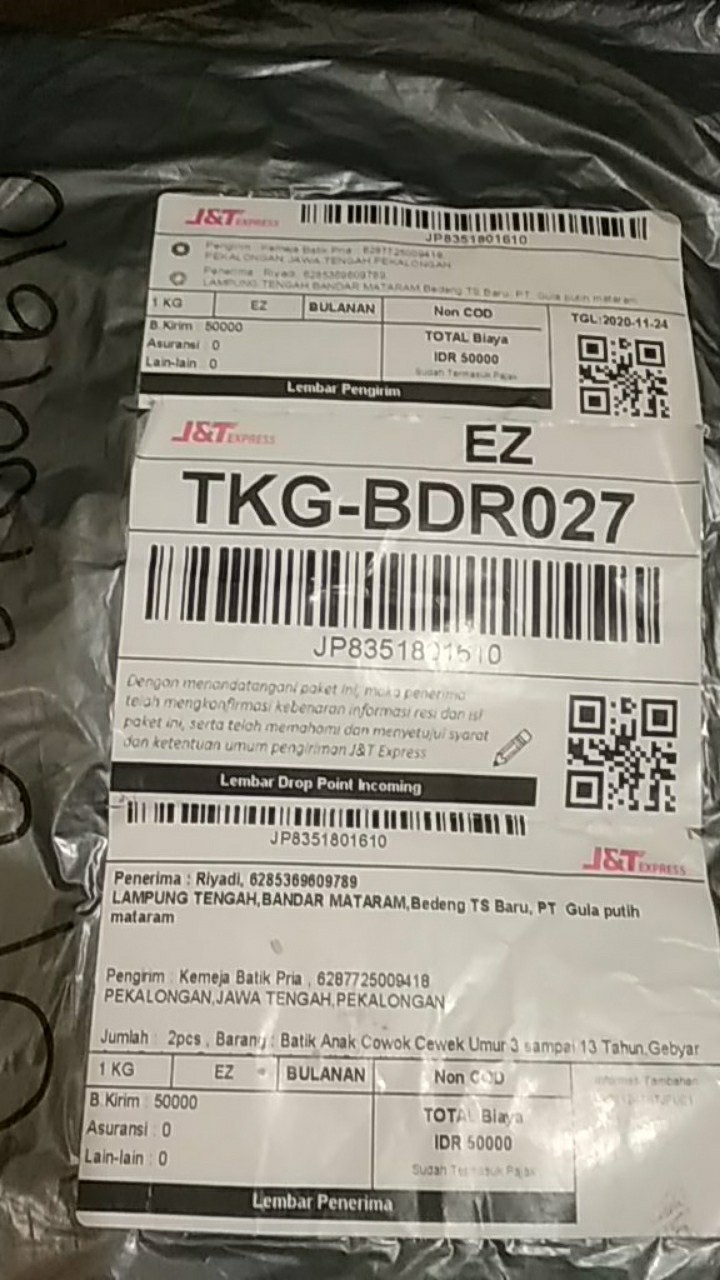 J&T EXPRESS
JP8351801610
Pengirim : Kemeja Batik Pria , 6287725009418
PEKALONGAN,JAWA TENGAH,PEKALONGAN
Penerima : Riyadi, 6285369609789
LAMPUNG TENGAH,BANDAR MATARAM,Bedeng TS Baru, PT Gula putih mataram
1 KG EZ BULANAN Non COD
TGL:2020-11-24
B.Kirim : 50000
Asuransi : 0
Lain-lain : 0
TOTAL Biaya
IDR 50000
Sudah Termasuk Pajak
Lembar Pengirim
J&T EXPRESS
EZ
TKG-BDR027
JP8351801610
Dengan menandatangani paket ini, maka penerima
telah mengkonfirmasi kebenaran informasi resi dan isi
paket ini, serta telah memahami dan menyetujui syarat
dan ketentuan umum pengiriman J&T Express
Lembar Drop Point Incoming
JP8351801610
J&T EXPRESS
Penerima : Riyadi, 6285369609789
LAMPUNG TENGAH,BANDAR MATARAM,Bedeng TS Baru, PT Gula putih
mataram
Pengirim : Kemeja Batik Pria , 6287725009418
PEKALONGAN,JAWA TENGAH,PEKALONGAN
Jumlah : 2pcs , Barang : Batik Anak Cowok Cewek Umur 3 sampai 13 Tahun,Gebyar
1 KG EZ BULANAN Non COD
Tambahan
B.Kirim : 50000
Asuransi : 0
Lain-lain : 0
TOTAL Biaya
IDR 50000
Sudah Termasuk Pajak
Lembar Penerima